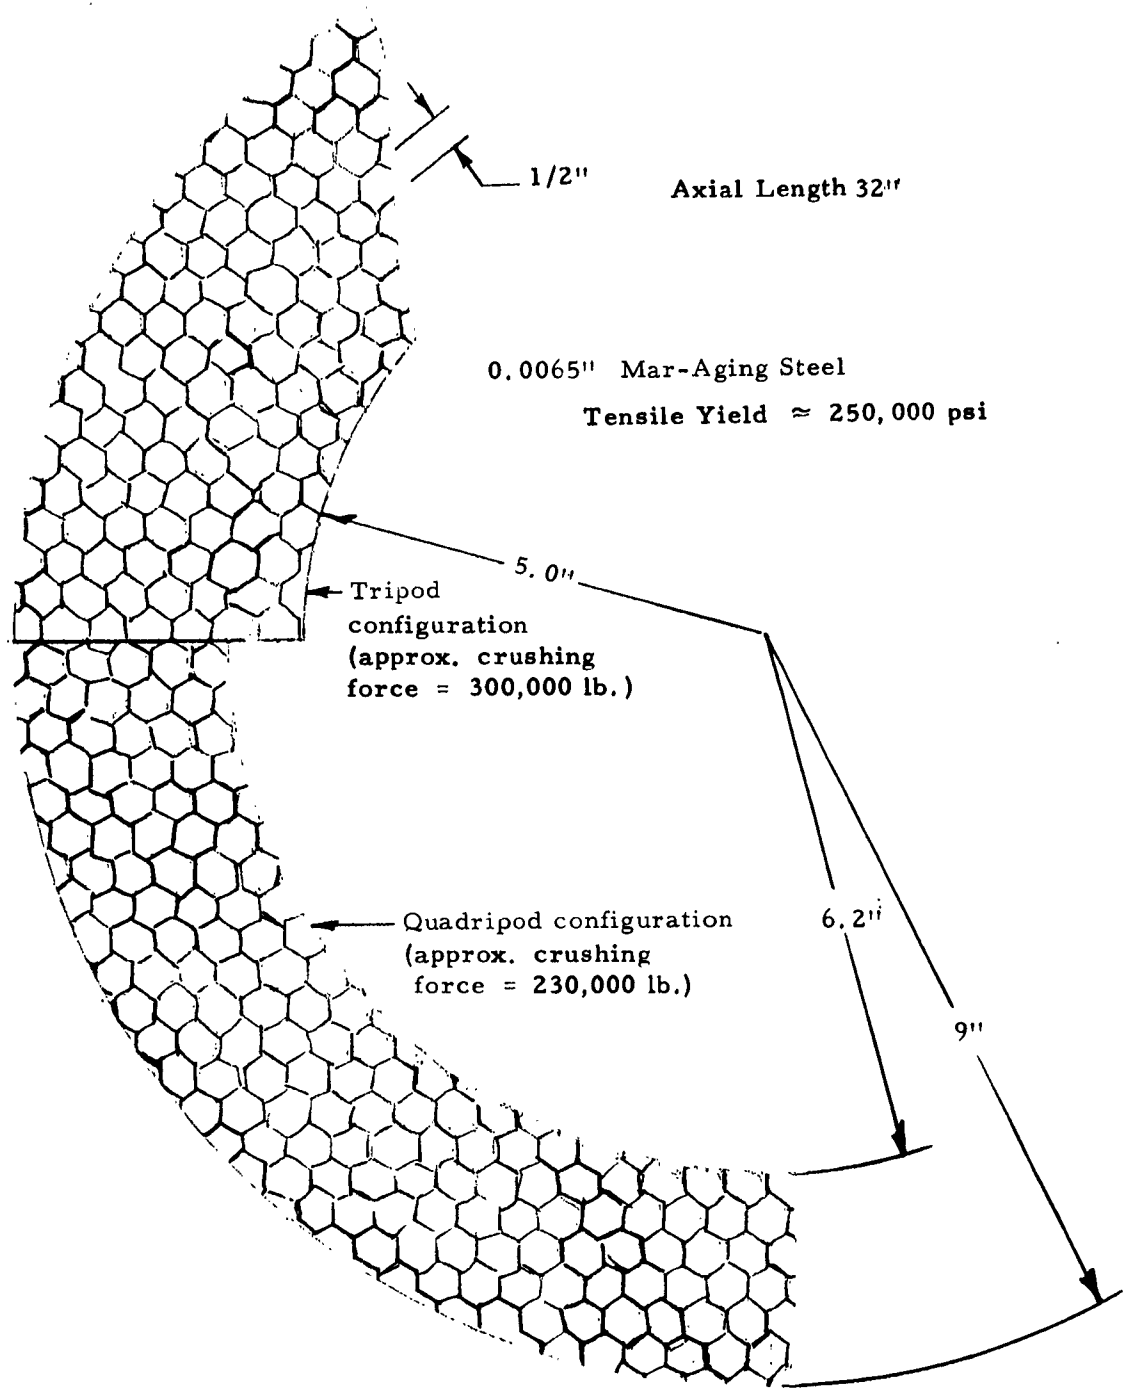 1/2"
Axial Length 32"
0.0065" Mar-Aging Steel
Tensile Yield ≈ 250,000 psi
5.0"
Tripod
configuration
(approx. crushing
force = 300,000 lb.)
Quadripod configuration
(approx. crushing
force = 230,000 lb.)
6.2"
9"